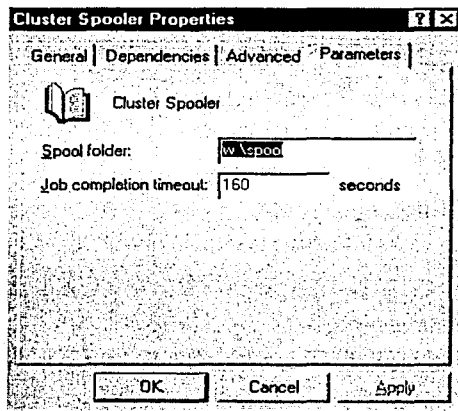 Cluster Spooler Properties ? X
General Dependencies Advanced Parameters
Cluster Spooler
Spool folder: w:\spool
Job completion timeout: 160 seconds
OK Cancel Apply